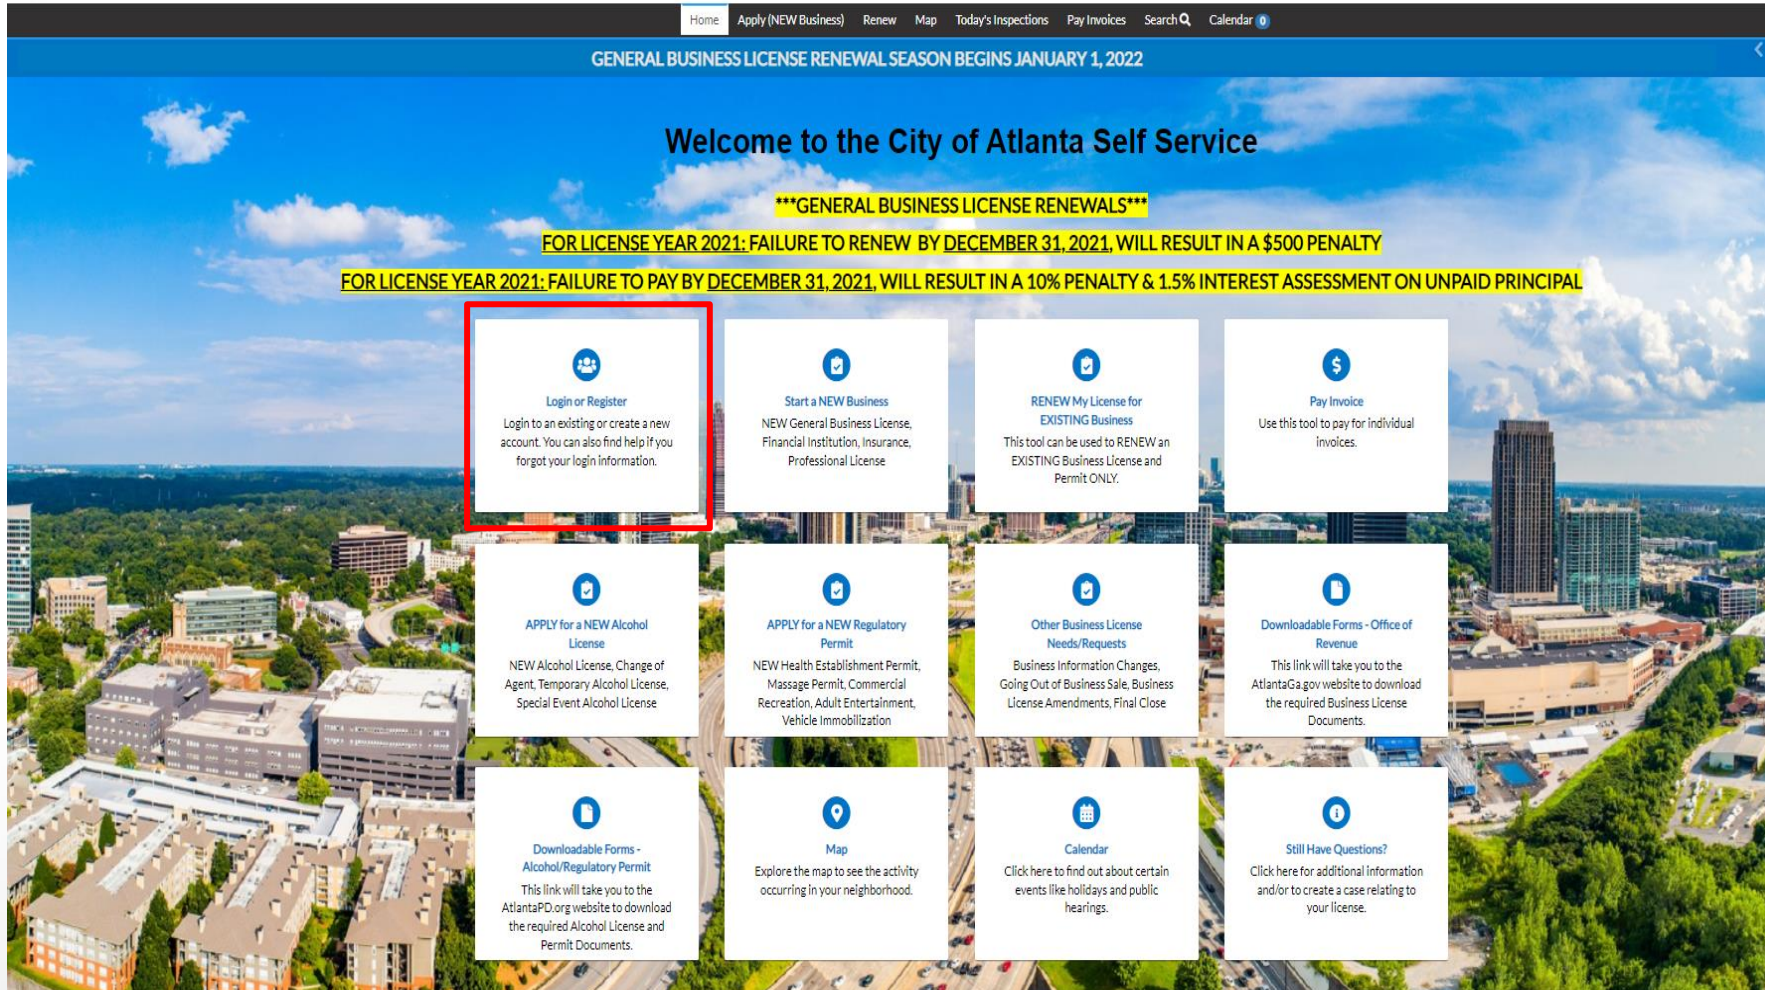 Home Apply (NEW Business) Renew Map Today's Inspections Pay Invoices Search Calendar 0
GENERAL BUSINESS LICENSE RENEWAL SEASON BEGINS JANUARY 1, 2022
Welcome to the City of Atlanta Self Service
***GENERAL BUSINESS LICENSE RENEWALS***
FOR LICENSE YEAR 2021: FAILURE TO RENEW BY DECEMBER 31, 2021, WILL RESULT IN A $500 PENALTY
FOR LICENSE YEAR 2021: FAILURE TO PAY BY DECEMBER 31, 2021, WILL RESULT IN A 10% PENALTY & 1.5% INTEREST ASSESSMENT ON UNPAID PRINCIPAL
Login or Register
Login to an existing or create a new
account. You can also find help if you
forgot your login information.
Start a NEW Business
NEW General Business License,
Financial Institution, Insurance,
Professional License
RENEW My License for
EXISTING Business
This tool can be used to RENEW an
EXISTING Business License and
Permit ONLY.
Pay Invoice
Use this tool to pay for individual
invoices.
APPLY for a NEW Alcohol
License
NEW Alcohol License, Change of
Agent, Temporary Alcohol License,
Special Event Alcohol License
APPLY for a NEW Regulatory
Permit
NEW Health Establishment Permit,
Massage Permit, Commercial
Recreation, Adult Entertainment,
Vehicle Immobilization
Other Business License
Needs/Requests
Business Information Changes,
Going Out of Business Sale, Business
License Amendments, Final Close
Downloadable Forms - Office of
Revenue
This link will take you to the
AtlantaGa.gov website to download
the required Business License
Documents.
Downloadable Forms -
Alcohol/Regulatory Permit
This link will take you to the
AtlantaPD.org website to download
the required Alcohol License and
Permit Documents.
Map
Explore the map to see the activity
occurring in your neighborhood.
Calendar
Click here to find out about certain
events like holidays and public
hearings.
Still Have Questions?
Click here for additional information
and/or to create a case relating to
your license.